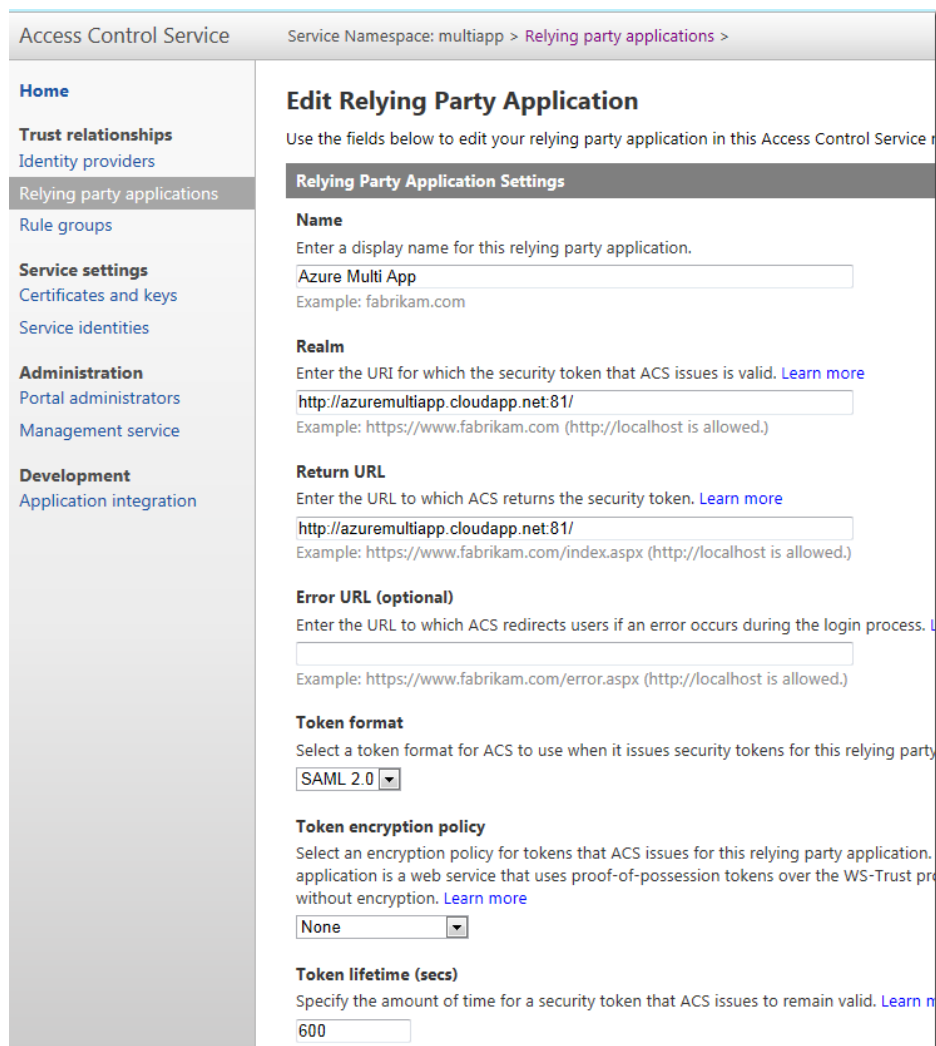 Access Control Service
Service Namespace: multiapp > Relying party applications >
Home
Trust relationships
Identity providers
Relying party applications
Rule groups
Service settings
Certificates and keys
Service identities
Administration
Portal administrators
Management service
Development
Application integration
Edit Relying Party Application
Use the fields below to edit your relying party application in this Access Control Service
Relying Party Application Settings
Name
Enter a display name for this relying party application.
Azure Multi App
Example: fabrikam.com
Realm
Enter the URI for which the security token that ACS issues is valid. Learn more
http://azuremultiapp.cloudapp.net:81/
Example: https://www.fabrikam.com (http://localhost is allowed.)
Return URL
Enter the URL to which ACS returns the security token. Learn more
http://azuremultiapp.cloudapp.net:81/
Example: https://www.fabrikam.com/index.aspx (http://localhost is allowed.)
Error URL (optional)
Enter the URL to which ACS redirects users if an error occurs during the login process.
Example: https://www.fabrikam.com/error.aspx (http://localhost is allowed.)
Token format
Select a token format for ACS to use when it issues security tokens for this relying party
SAML 2.0
Token encryption policy
Select an encryption policy for tokens that ACS issues for this relying party application.
application is a web service that uses proof-of-possession tokens over the WS-Trust
without encryption. Learn more
None
Token lifetime (secs)
Specify the amount of time for a security token that ACS issues to remain valid. Learn
600